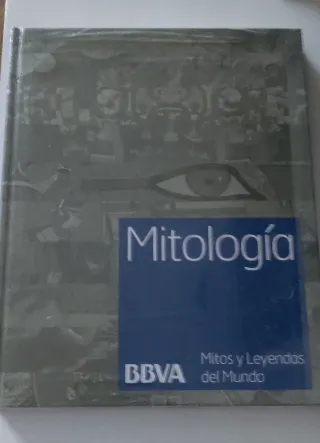 Mitología
Mitos y Leyendas
BBVA del Mundo